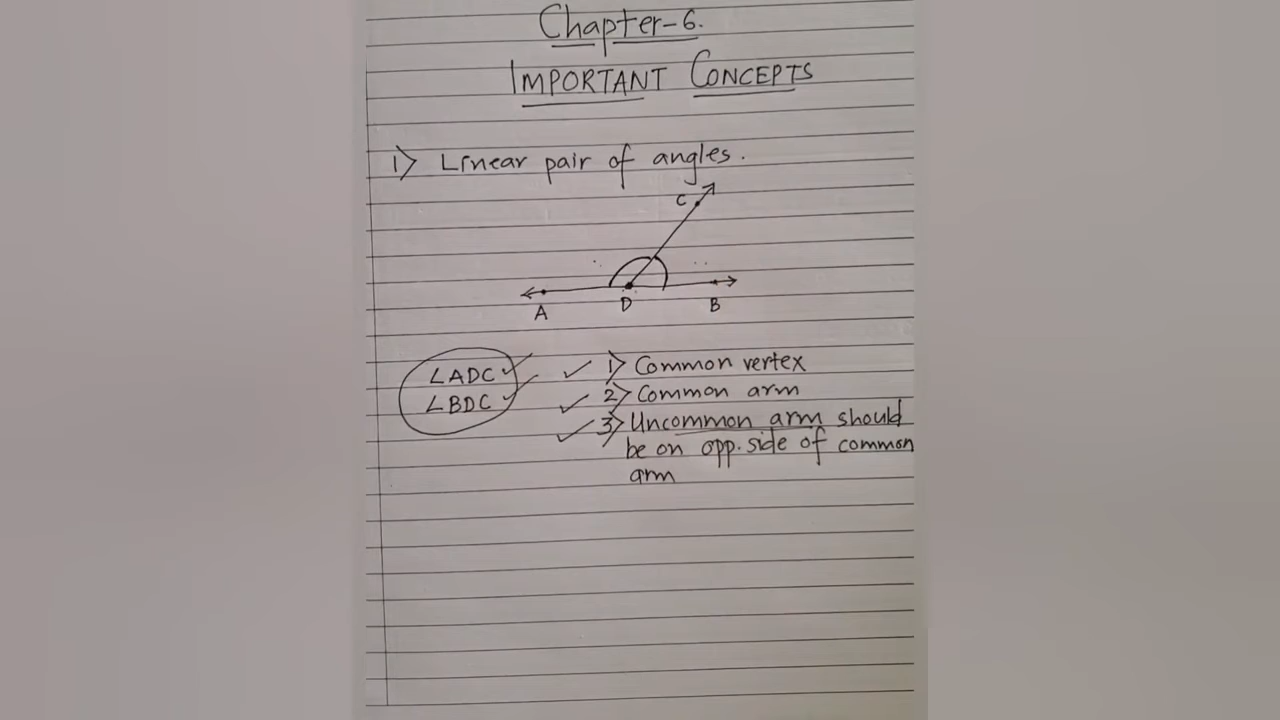 Chapter-6.
IMPORTANT CONCEPTS
1) Linear pair of angles.
C
A D B
∠ADC ✓ ✓ 1) Common vertex
∠BDC ✓ ✓ 2) Common arm
✓ 3) Uncommon arm should
be on opp. side of common
arm